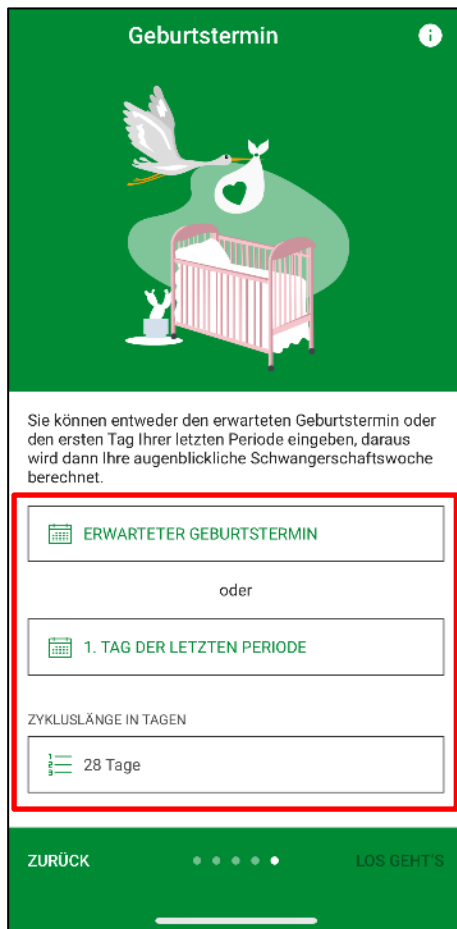 Geburtstermin
Sie können entweder den erwarteten Geburtstermin oder
den ersten Tag Ihrer letzten Periode eingeben, daraus
wird dann Ihre augenblickliche Schwangerschaftswoche
berechnet.
ERWARTETER GEBURTSTERMIN
oder
1. TAG DER LETZTEN PERIODE
ZYKLUSLÄNGE IN TAGEN
28 Tage
ZURÜCK
LOS GEHT'S